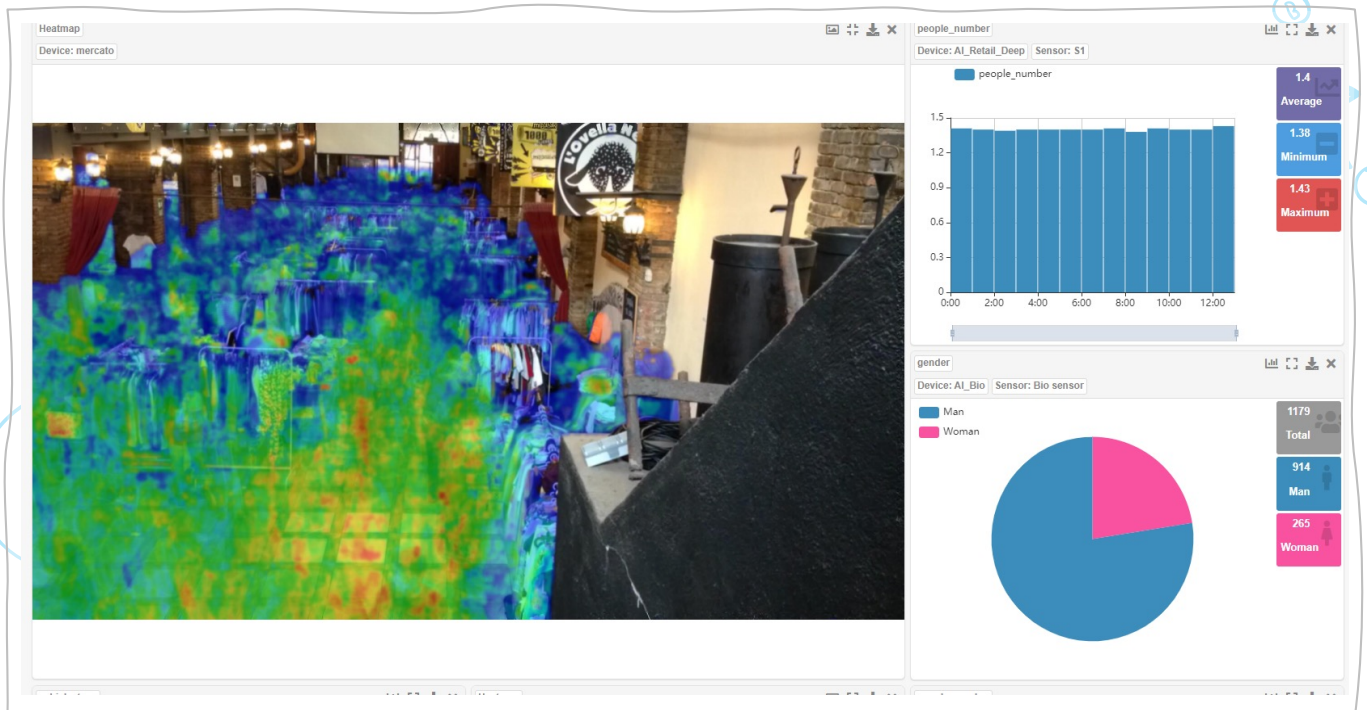 Heatmap
Device: mercato
1000
L'Ovella N
people_number
Device: AI_Retail_Deep Sensor: S1
people_number
1.5
1.2
0.9
0.6
0.3
0
0:00 2:00 4:00 6:00 8:00 10:00 12:00
1.4
Average
1.38
Minimum
1.43
Maximum
gender
Device: AI_Bio Sensor: Bio sensor
Man
Woman
1179
Total
914
Man
265
Woman